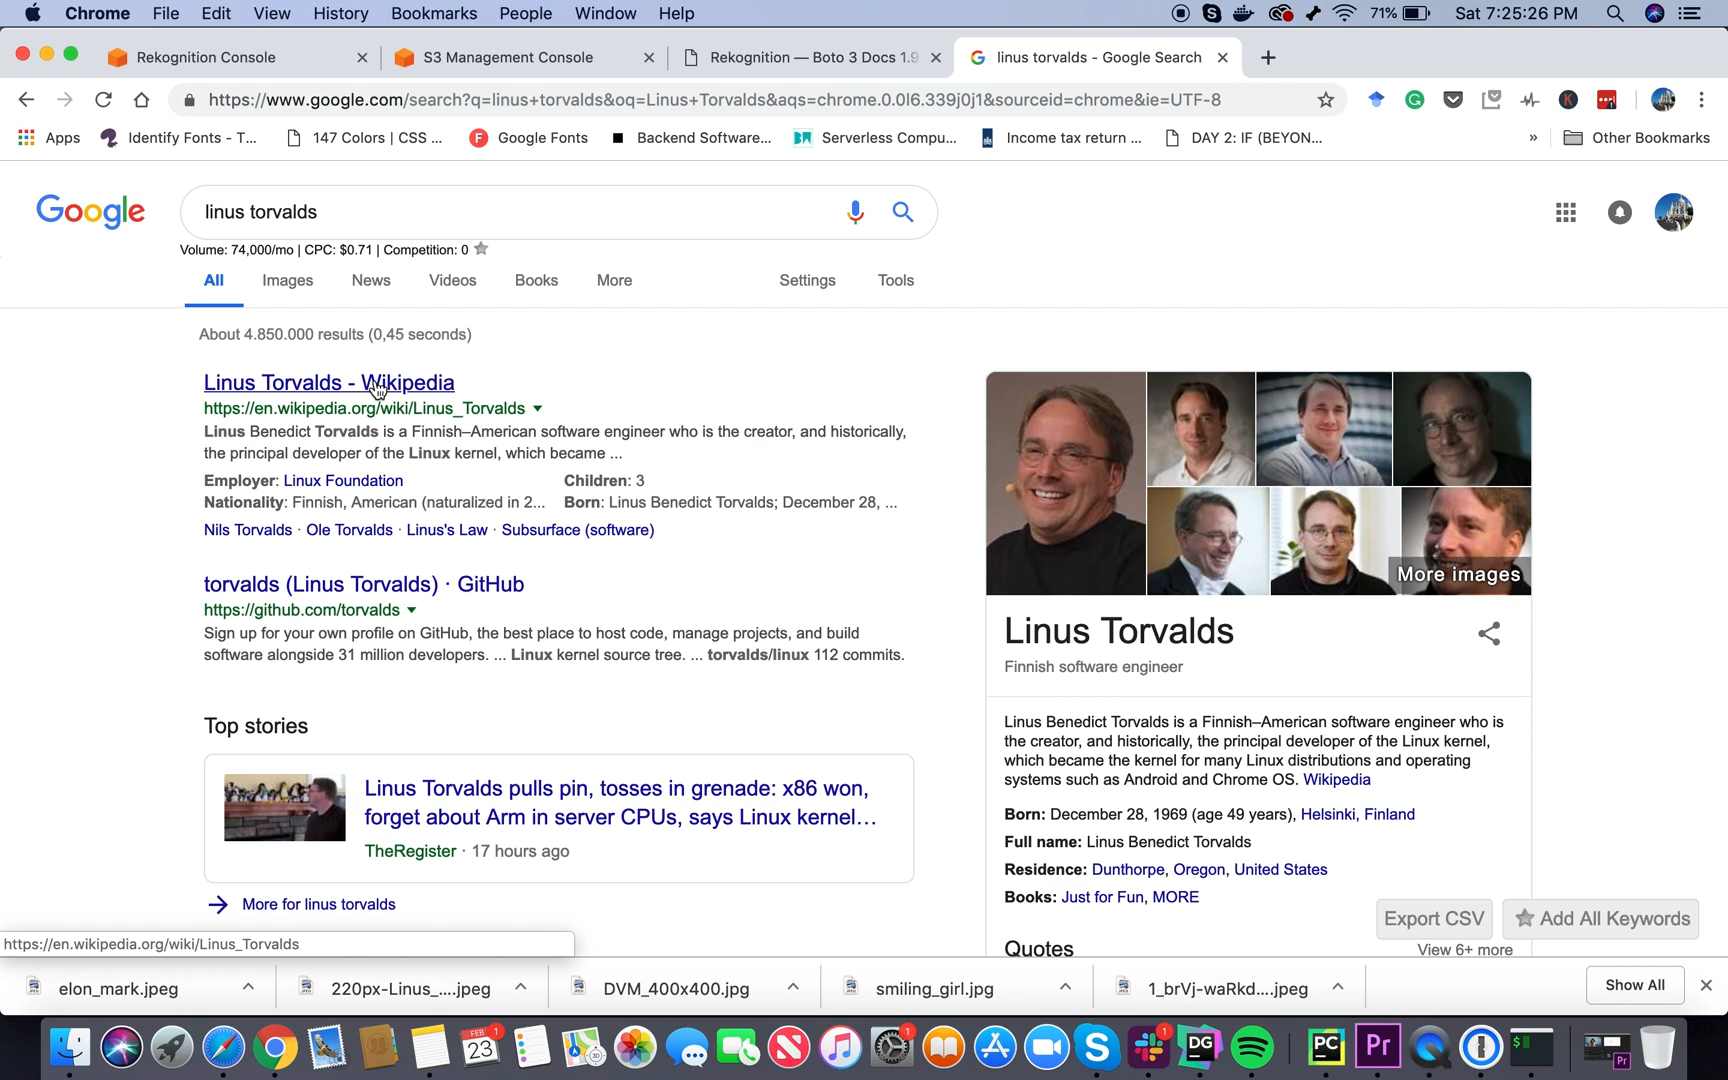 Chrome File Edit View History Bookmarks People Window Help 71% Sat 7:25:26 PM
Rekognition Console S3 Management Console Rekognition — Boto 3 Docs 1.9 linus torvalds - Google Search
https://www.google.com/search?q=linus+torvalds&oq=Linus+Torvalds&aqs=chrome.0.0l6.339j0j1&sourceid=chrome&ie=UTF-8
Apps Identify Fonts - T... 147 Colors | CSS ... Google Fonts Backend Software... Serverless Compu... Income tax return ... DAY 2: IF (BEYON... » Other Bookmarks
Google linus torvalds
Volume: 74,000/mo | CPC: $0.71 | Competition: 0
All Images News Videos Books More Settings Tools
About 4.850.000 results (0,45 seconds)
Linus Torvalds - Wikipedia
https://en.wikipedia.org/wiki/Linus_Torvalds
Linus Benedict Torvalds is a Finnish–American software engineer who is the creator, and historically,
the principal developer of the Linux kernel, which became ...
Employer: Linux Foundation Children: 3
Nationality: Finnish, American (naturalized in 2... Born: Linus Benedict Torvalds; December 28, ...
Nils Torvalds · Ole Torvalds · Linus's Law · Subsurface (software)
torvalds (Linus Torvalds) · GitHub
https://github.com/torvalds
Sign up for your own profile on GitHub, the best place to host code, manage projects, and build
software alongside 31 million developers. ... Linux kernel source tree. ... torvalds/linux 112 commits.
Top stories
Linus Torvalds pulls pin, tosses in grenade: x86 won,
forget about Arm in server CPUs, says Linux kernel...
TheRegister · 17 hours ago
More for linus torvalds
https://en.wikipedia.org/wiki/Linus_Torvalds
More images
Linus Torvalds
Finnish software engineer
Linus Benedict Torvalds is a Finnish–American software engineer who is
the creator, and historically, the principal developer of the Linux kernel,
which became the kernel for many Linux distributions and operating
systems such as Android and Chrome OS. Wikipedia
Born: December 28, 1969 (age 49 years), Helsinki, Finland
Full name: Linus Benedict Torvalds
Residence: Dunthorpe, Oregon, United States
Books: Just for Fun, MORE
Export CSV Add All Keywords
Quotes View 6+ more
elon_mark.jpeg 220px-Linus_....jpeg DVM_400x400.jpg smiling_girl.jpg 1_brVj-waRkd....jpeg Show All
FEB 23 1 1 1 DG PC Pr $ Pr